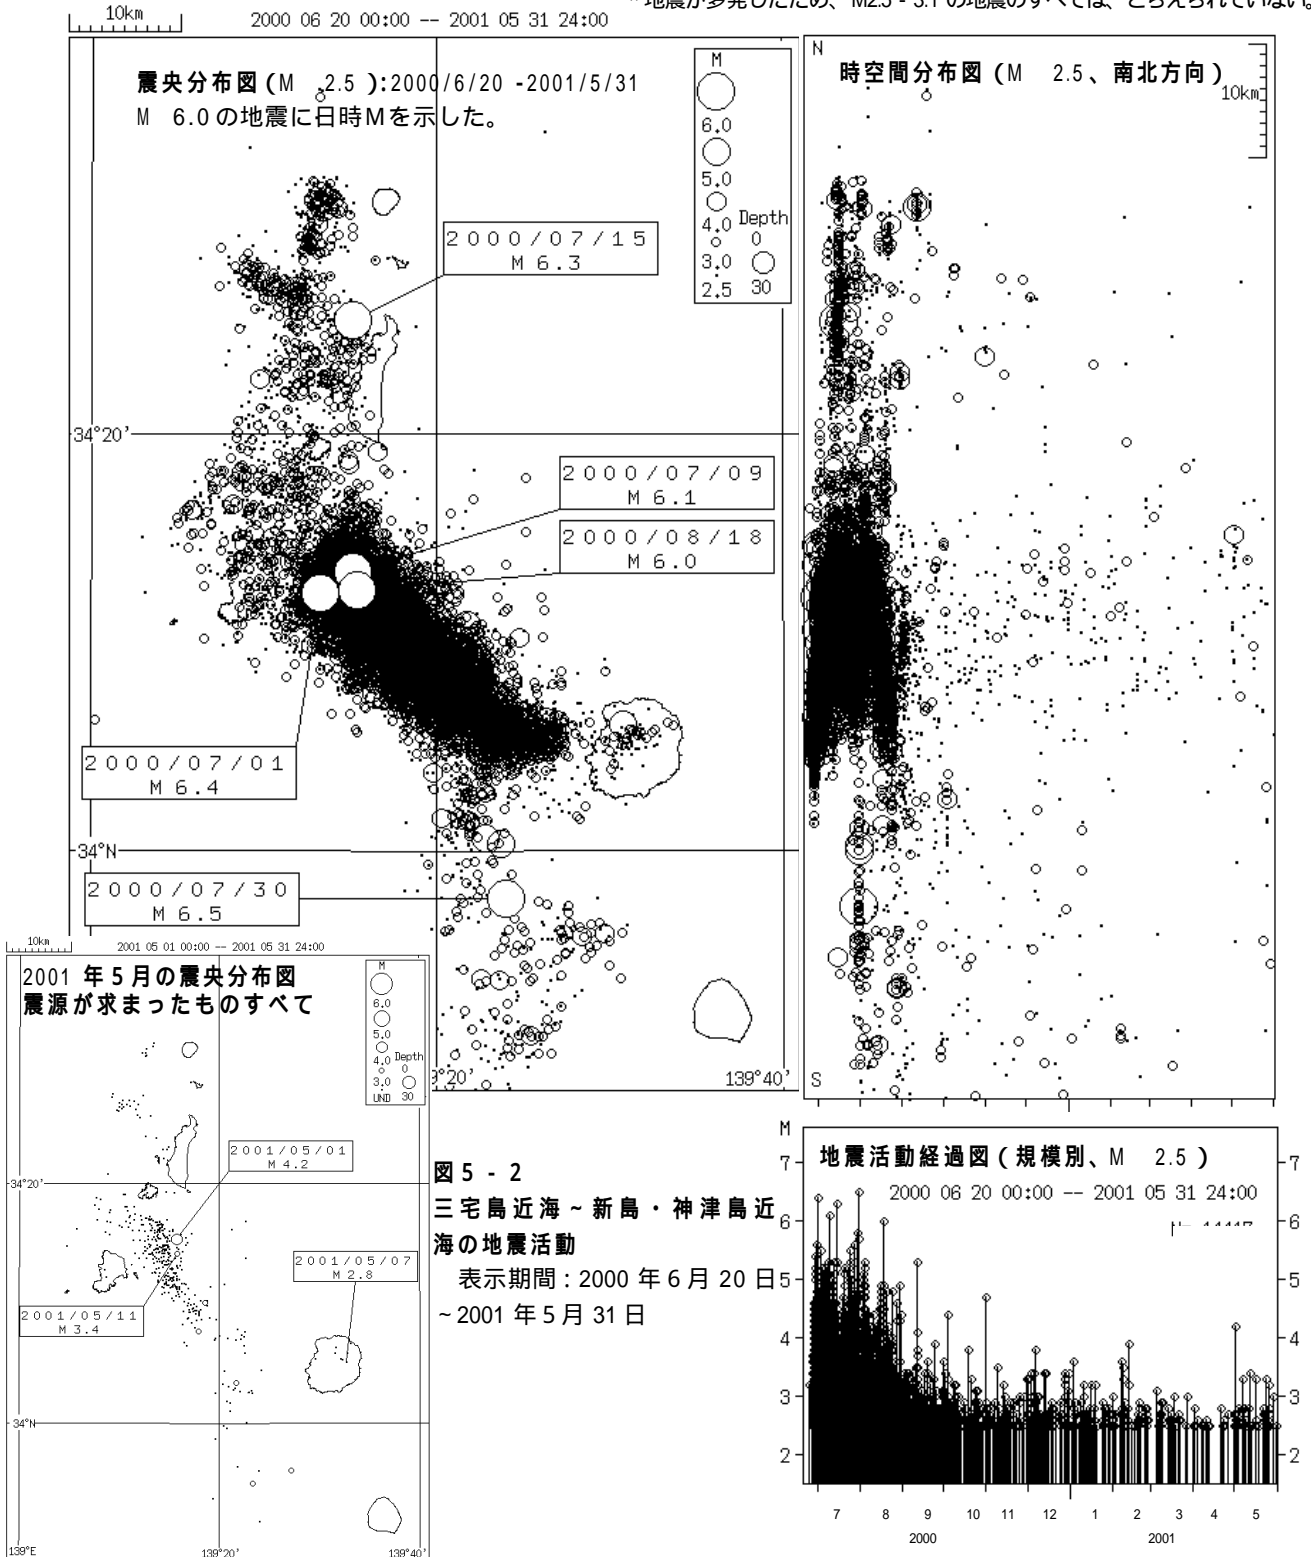 *地震が多発したため、M2.5 - 3.1の地震のすべては、とらえられていない。
10km
2000 06 20 00:00 -- 2001 05 31 24:00
震央分布図(M 2.5):2000/6/20 -2001/5/31
M 6.0の地震に日時Mを示した。
M
6.0
5.0
4.0
3.0
2.5
Depth
0
30
2000/07/15
M 6.3
34°20'
2000/07/09
M 6.1
2000/08/18
M 6.0
2000/07/01
M 6.4
34°N
2000/07/30
M 6.5
139°40'
時空間分布図(M 2.5、南北方向)
N
10km
S
10km
2001 05 01 00:00 -- 2001 05 31 24:00
2001 年5月の震央分布図
震源が求まったものすべて
M
6.0
5.0
4.0
3.0
UND
Depth
0
30
2001/05/01
M 4.2
34°20'
2001/05/07
M 2.8
2001/05/11
M 3.4
34°N
139°E
139°20'
139°40'
図5 - 2
三宅島近海~新島・神津島近
海の地震活動
表示期間:2000 年6月 20 日
~2001 年5月 31 日
地震活動経過図(規模別、M 2.5)
2000 06 20 00:00 -- 2001 05 31 24:00
M
7
6
5
4
3
2
7
6
5
4
3
2
7 8 9 10 11 12 1 2 3 4 5
2000 2001